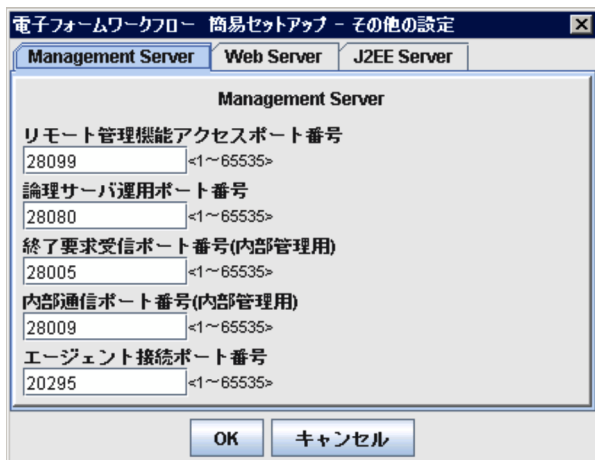 電子フォームワークフロー 簡易セットアップ - その他の設定
Management Server Web Server J2EE Server
Management Server
リモート管理機能アクセスポート番号
28099 <1～65535>
論理サーバ運用ポート番号
28080 <1～65535>
終了要求受信ポート番号(内部管理用)
28005 <1～65535>
内部通信ポート番号(内部管理用)
28009 <1～65535>
エージェント接続ポート番号
20295 <1～65535>
OK キャンセル